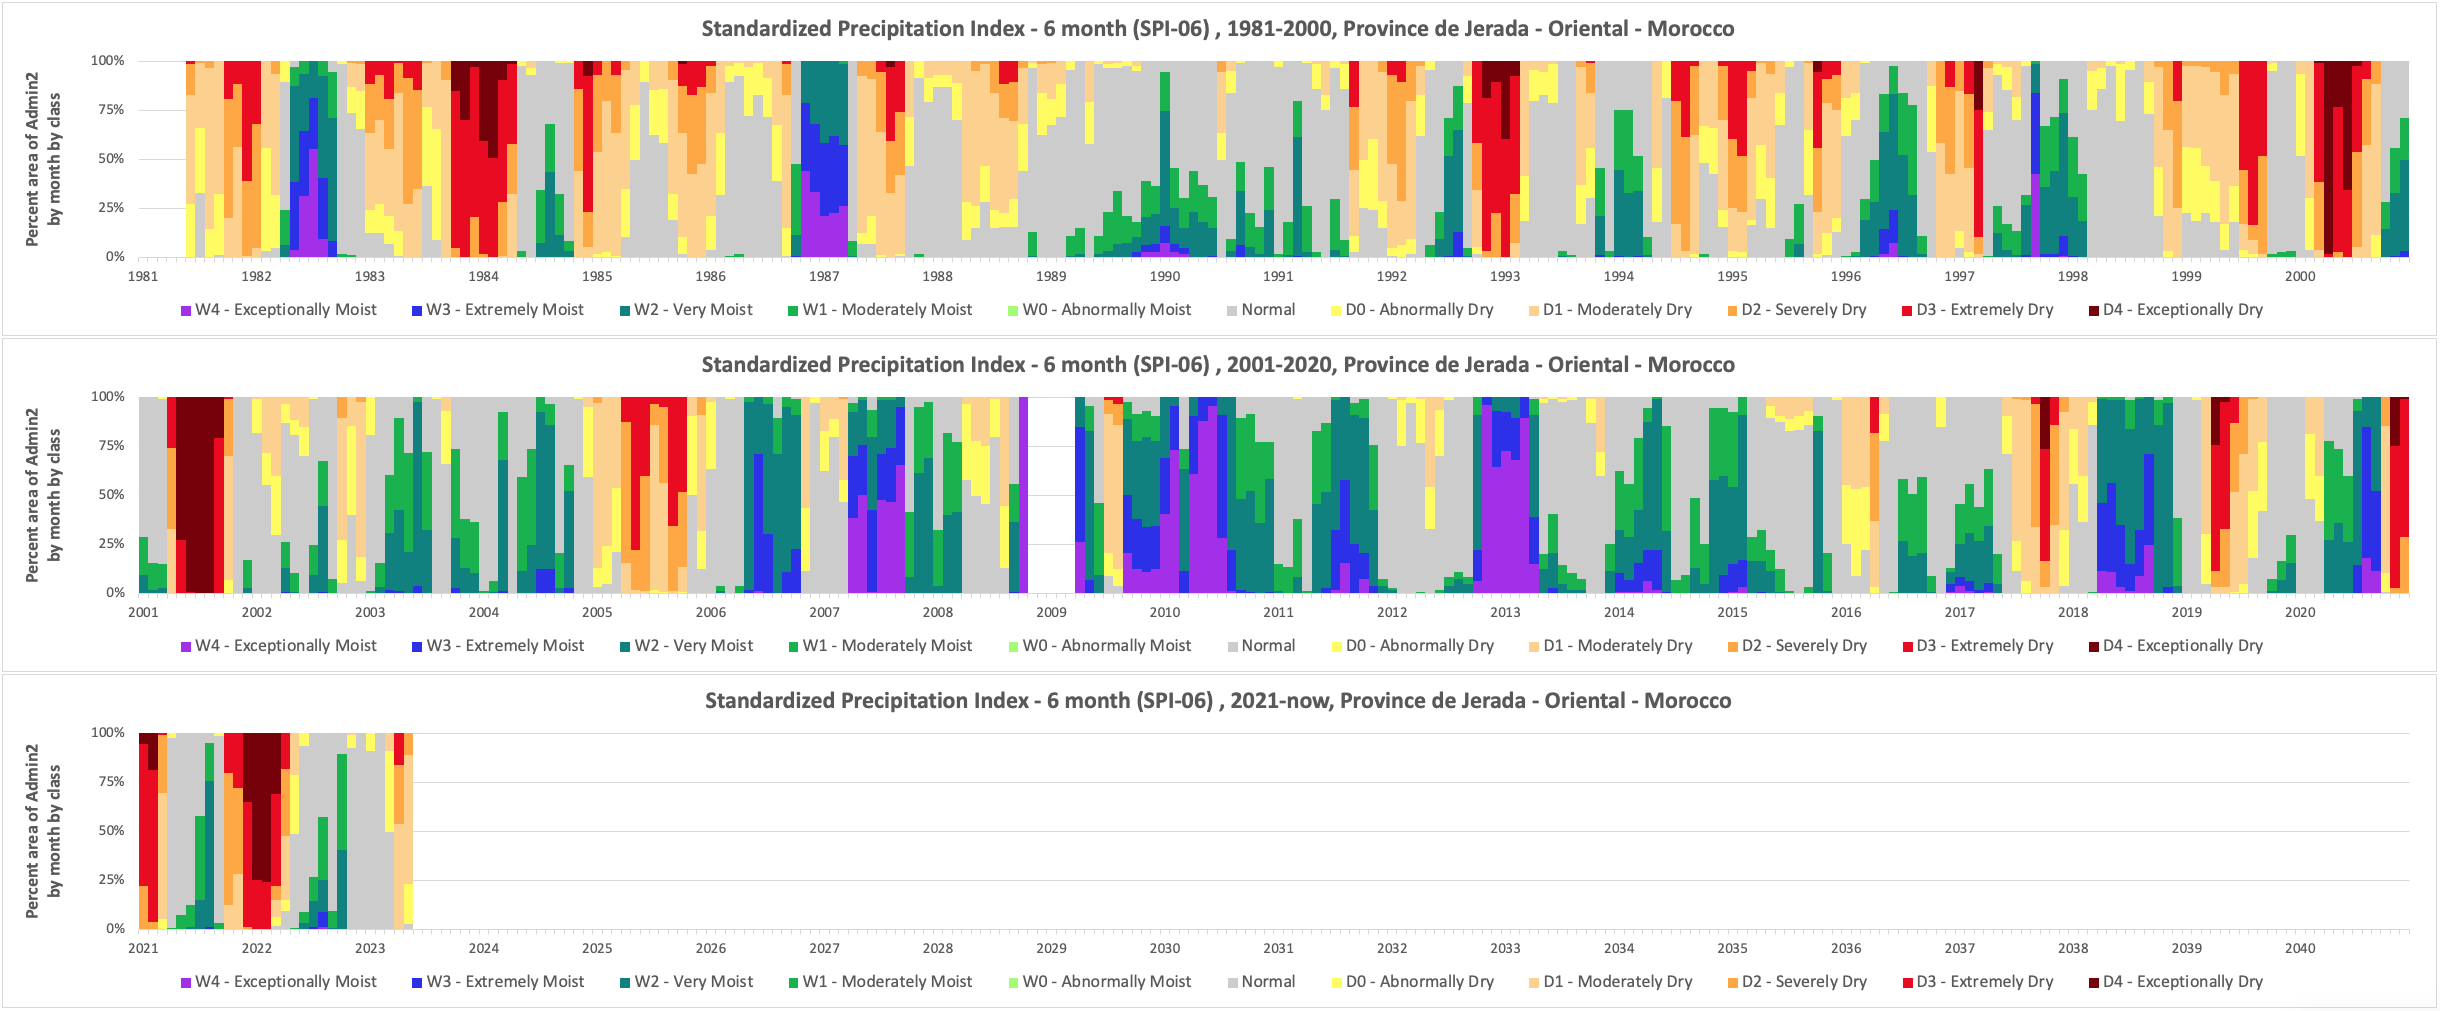 Standardized Precipitation Index - 6 month (SPI-06) , 1981-2000, Province de Jerada - Oriental - Morocco
Percent area of Admin2
by month by class
100%
75%
50%
25%
0%
1981 1982 1983 1984 1985 1986 1987 1988 1989 1990 1991 1992 1993 1994 1995 1996 1997 1998 1999 2000
W4 - Exceptionally Moist W3 - Extremely Moist W2 - Very Moist W1 - Moderately Moist W0 - Abnormally Moist Normal D0 - Abnormally Dry D1 - Moderately Dry D2 - Severely Dry D3 - Extremely Dry D4 - Exceptionally Dry
Standardized Precipitation Index - 6 month (SPI-06) , 2001-2020, Province de Jerada - Oriental - Morocco
Percent area of Admin2
by month by class
100%
75%
50%
25%
0%
2001 2002 2003 2004 2005 2006 2007 2008 2009 2010 2011 2012 2013 2014 2015 2016 2017 2018 2019 2020
W4 - Exceptionally Moist W3 - Extremely Moist W2 - Very Moist W1 - Moderately Moist W0 - Abnormally Moist Normal D0 - Abnormally Dry D1 - Moderately Dry D2 - Severely Dry D3 - Extremely Dry D4 - Exceptionally Dry
Standardized Precipitation Index - 6 month (SPI-06) , 2021-now, Province de Jerada - Oriental - Morocco
Percent area of Admin2
by month by class
100%
75%
50%
25%
0%
2021 2022 2023 2024 2025 2026 2027 2028 2029 2030 2031 2032 2033 2034 2035 2036 2037 2038 2039 2040
W4 - Exceptionally Moist W3 - Extremely Moist W2 - Very Moist W1 - Moderately Moist W0 - Abnormally Moist Normal D0 - Abnormally Dry D1 - Moderately Dry D2 - Severely Dry D3 - Extremely Dry D4 - Exceptionally Dry